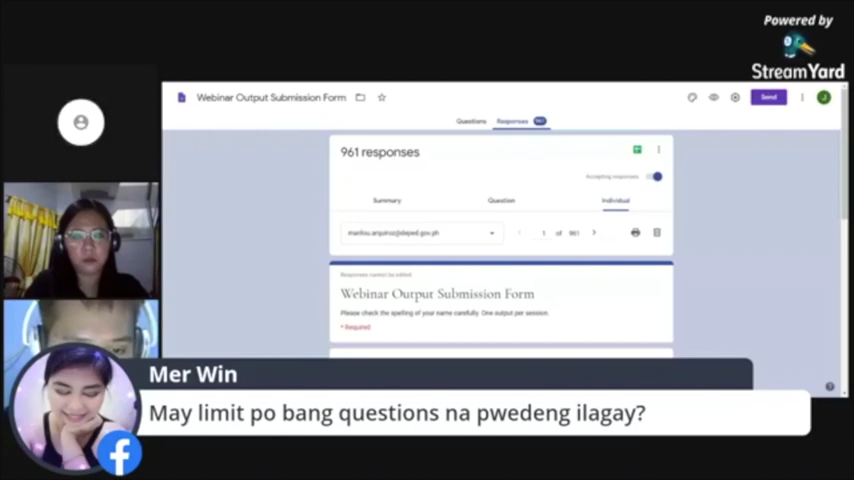 Powered by
StreamYard
Webinar Output Submission Form
Send
J
Questions
Responses 961
961 responses
Accepting responses
Summary
Question
Individual
1 of 961
Responses cannot be edited
Webinar Output Submission Form
Please check the spelling of your name carefully. One output per session.
* Required
Mer Win
May limit po bang questions na pwedeng ilagay?